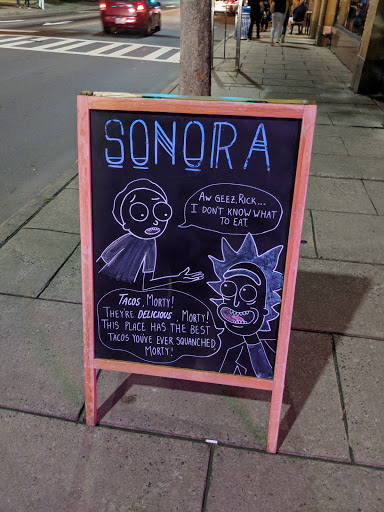 SONORA
AW GEEZ, RICK...
I DON'T KNOW WHAT
TO EAT.
TACOS, MORTY!
THEY'RE DELICIOUS, MORTY!
THIS PLACE HAS THE BEST
TACOS YOU'VE EVER SQUANCHED
MORTY!